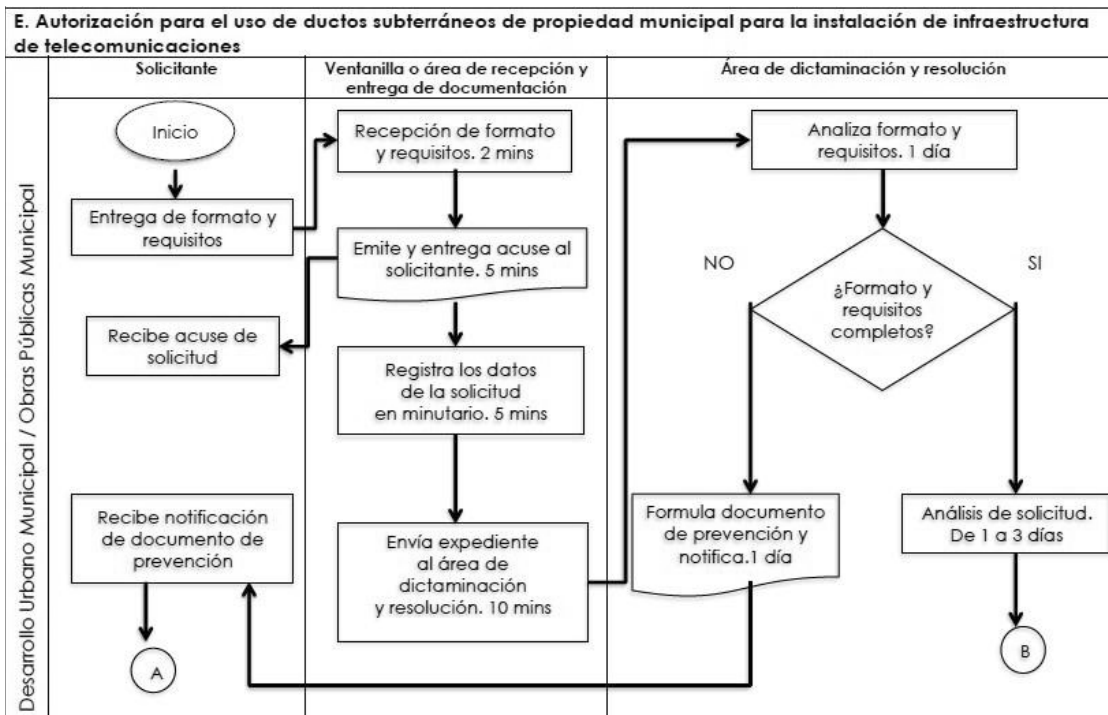 E. Autorización para el uso de ductos subterráneos de propiedad municipal para la instalación de infraestructura
de telecomunicaciones
Desarrollo Urbano Municipal / Obras Públicas Municipal
Solicitante
Ventanilla o área de recepción y
entrega de documentación
Área de dictaminación y resolución
Inicio
Entrega de formato y
requisitos
Recepción de formato
y requisitos. 2 mins
Emite y entrega acuse al
solicitante. 5 mins
Recibe acuse de
solicitud
Registra los datos
de la solicitud
en minutario. 5 mins
Envía expediente
al área de
dictaminación
y resolución. 10 mins
Analiza formato y
requisitos. 1 día
¿Formato y
requisitos
completos?
NO
SI
Formula documento
de prevención y
notifica.1 día
Análisis de solicitud.
De 1 a 3 días
Recibe notificación
de documento de
prevención
A
B